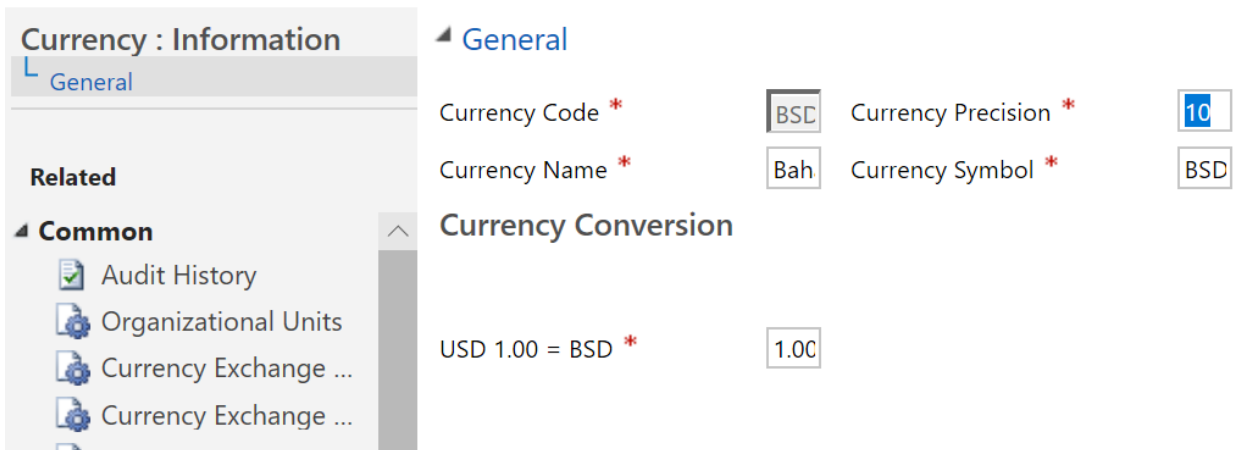 Currency : Information
General
Related
Common
Audit History
Organizational Units
Currency Exchange ...
Currency Exchange ...
General
Currency Code * BSD Currency Precision * 10
Currency Name * Bah Currency Symbol * BSD
Currency Conversion
USD 1.00 = BSD * 1.00